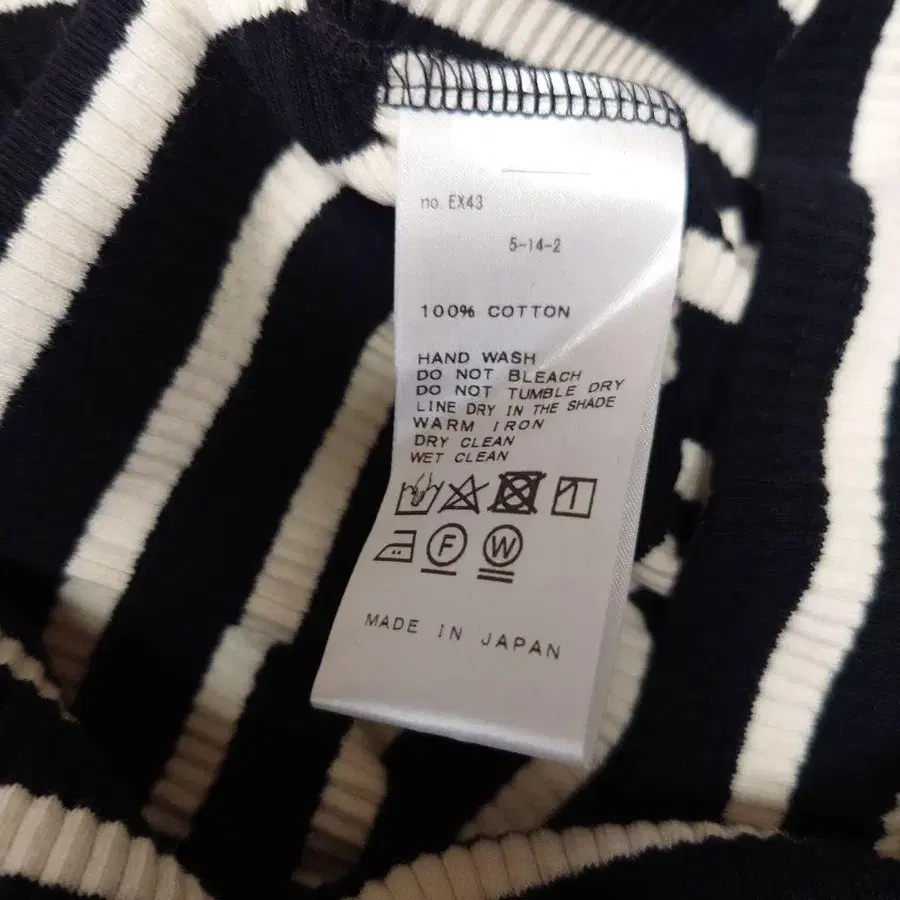 no. EX43
5-14-2
100% COTTON
HAND WASH
DO NOT BLEACH
DO NOT TUMBLE DRY
LINE DRY IN THE SHADE
WARM IRON
DRY CLEAN
WET CLEAN
F W
MADE IN JAPAN